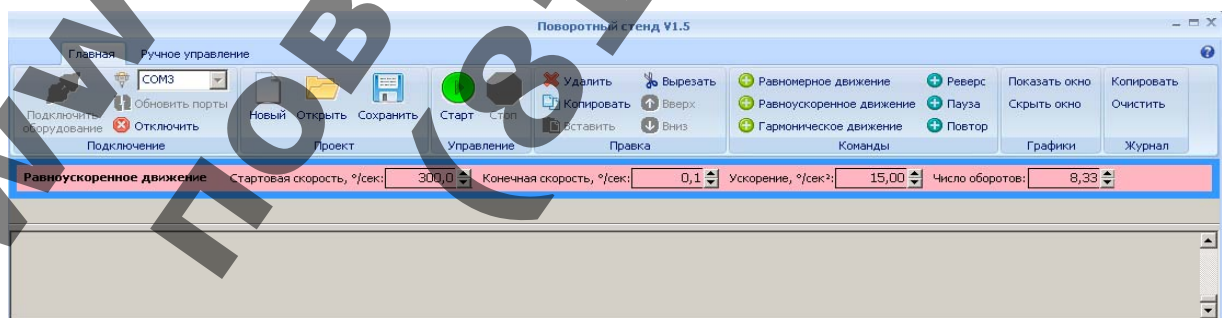 Поворотный стенд V1.5
Главная Ручное управление
COM3
Подключить оборудование
Обновить порты
Отключить
Новый Открыть Сохранить
Старт Стоп
Удалить Вырезать
Копировать Вверх
Вставить Вниз
Равномерное движение Реверс
Равноускоренное движение Пауза
Гармоническое движение Повтор
Показать окно
Скрыть окно
Копировать
Очистить
Подключение Проект Управление Правка Команды Графики Журнал
Равноускоренное движение Стартовая скорость, °/сек: 300,0 Конечная скорость, °/сек: 0,1 Ускорение, °/сек²: 15,00 Число оборотов: 8,33
W
ПОВ
(8